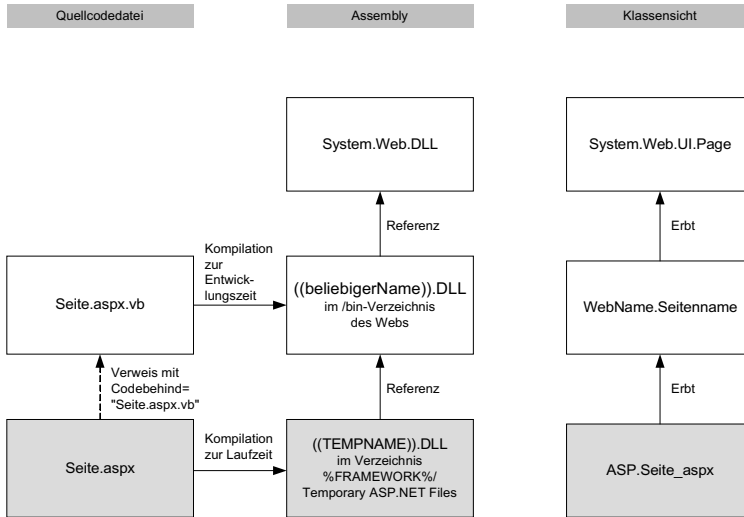 Quellcodedatei
Assembly
Klassensicht
System.Web.DLL
System.Web.UI.Page
Referenz
Erbt
Kompilation
zur
Entwick-
lungszeit
Seite.aspx.vb
((beliebigerName)).DLL
im /bin-Verzeichnis
des Webs
WebName.Seitenname
Verweis mit
Codebehind=
"Seite.aspx.vb"
Referenz
Erbt
Seite.aspx
Kompilation
zur Laufzeit
((TEMPNAME)).DLL
im Verzeichnis
%FRAMEWORK%/
Temporary ASP.NET Files
ASP.Seite_aspx